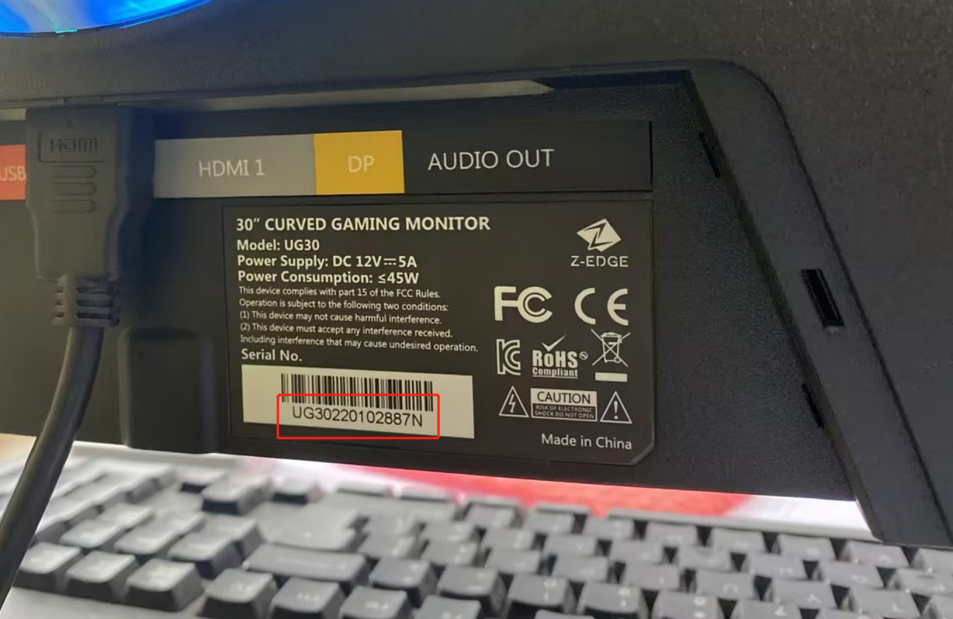 HDMI
USB
HDMI 1
DP
AUDIO OUT
30" CURVED GAMING MONITOR
Model: UG30
Power Supply: DC 12V⎓5A
Power Consumption: ≤45W
This device complies with part 15 of the FCC Rules.
Operation is subject to the following two conditions:
(1) This device may not cause harmful interference.
(2) This device must accept any interference received.
Including interference that may cause undesired operation.
Serial No.
UG30220102887N
Z-EDGE
FC CE
RoHS
Compliant
CAUTION
RISK OF ELECTRONIC
SHOCK DO NOT OPEN
Made in China